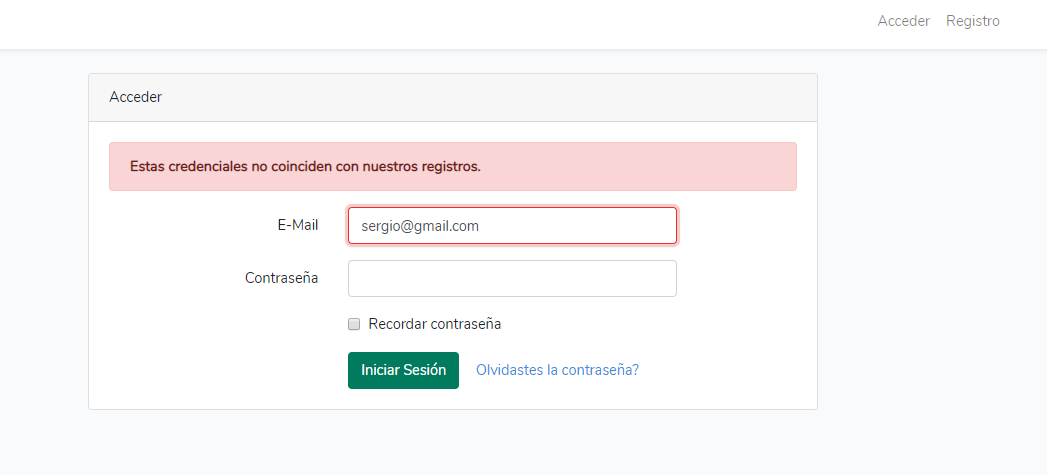 Acceder Registro
Acceder
Estas credenciales no coinciden con nuestros registros.
E-Mail sergio@gmail.com
Contraseña
Recordar contraseña
Iniciar Sesión Olvidastes la contraseña?